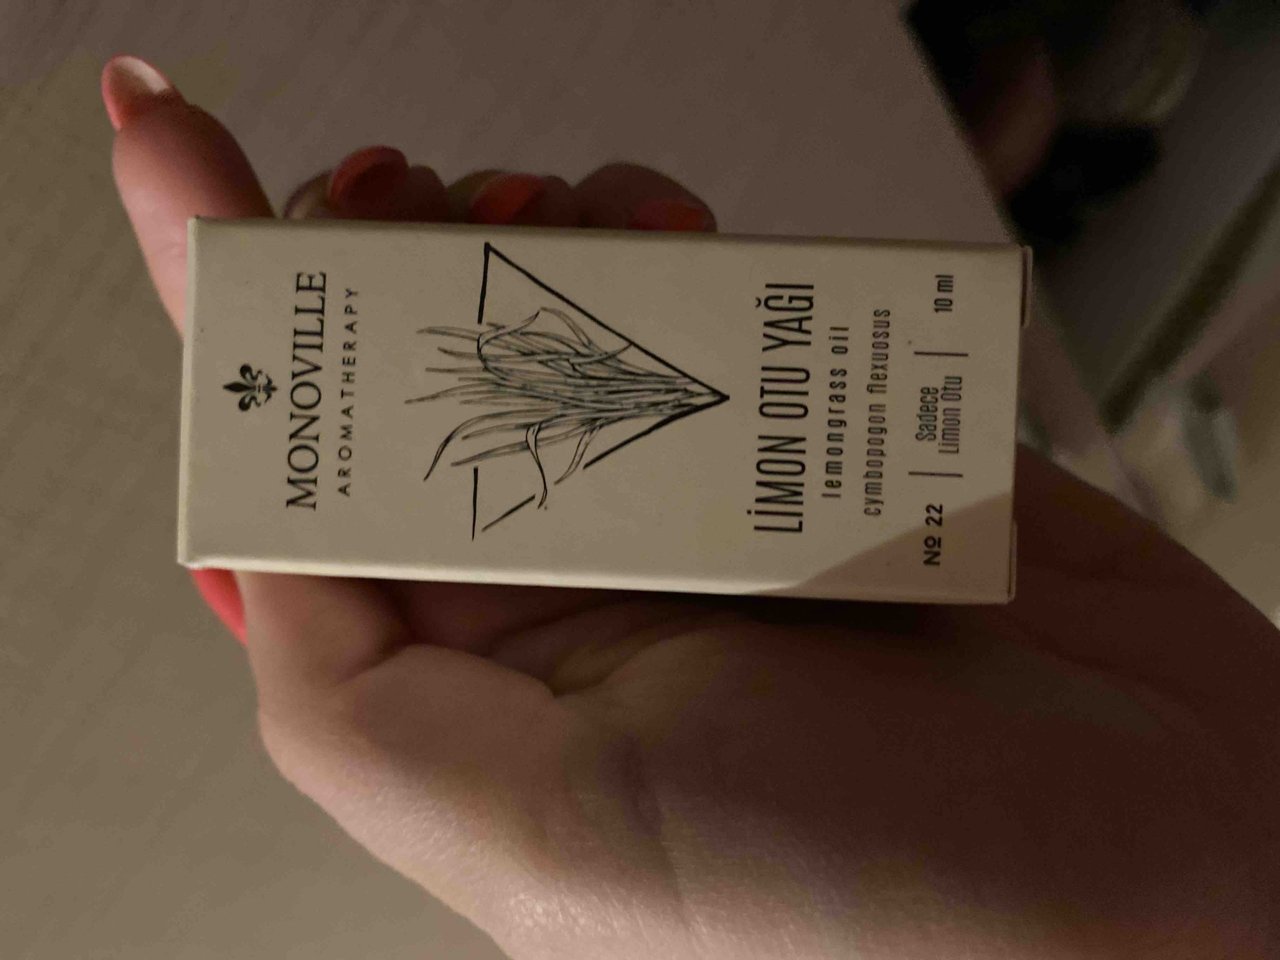 MONOVILLE
AROMATHERAPY
LİMON OTU YAĞI
lemongrass oil
cymbopogon flexuosus
№ 22 | Sadece Limon Otu | 10 ml